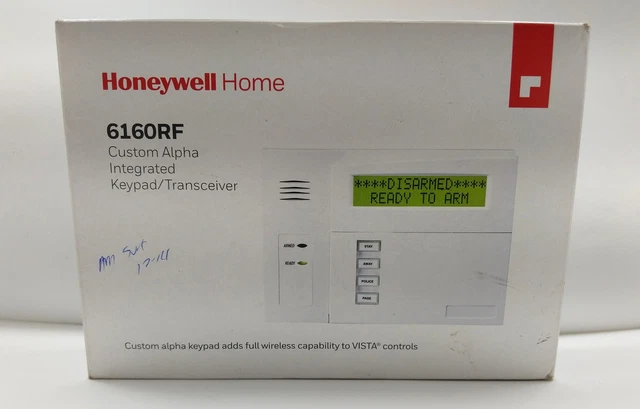 Honeywell Home
6160RF
Custom Alpha
Integrated
Keypad/Transceiver
****DISARMED****
READY TO ARM
ARMED
READY
STAY
AWAY
POLICE
Custom alpha keypad adds full wireless capability to VISTA® controls